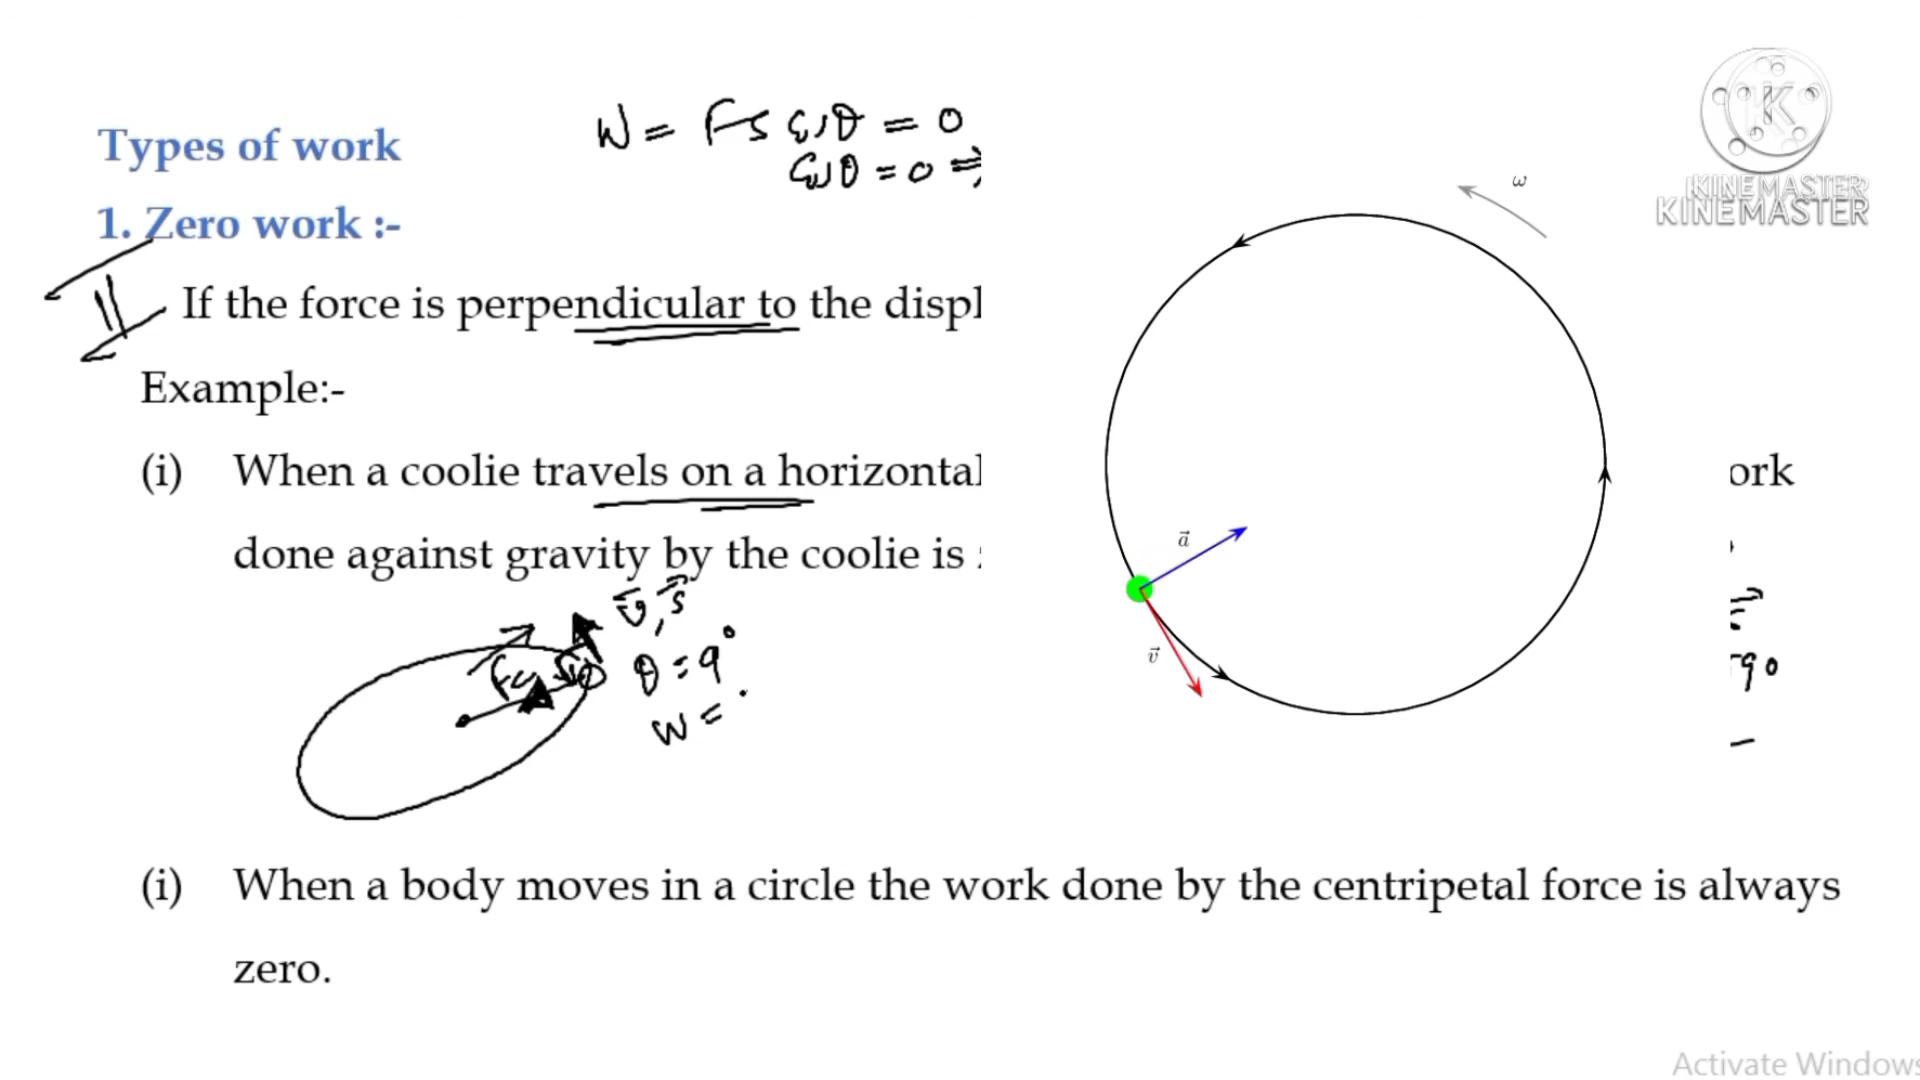 Types of work
W = Fs cosθ = 0
cosθ = 0 ⇒
1. Zero work :-
If the force is perpendicular to the displ
Example:-
(i) When a coolie travels on a horizontal ork
done against gravity by the coolie is
v, s
θ = 9°
W =
90
ω
a
v
(i) When a body moves in a circle the work done by the centripetal force is always
zero.
KINEMASTER
KINEMASTER
Activate Windows